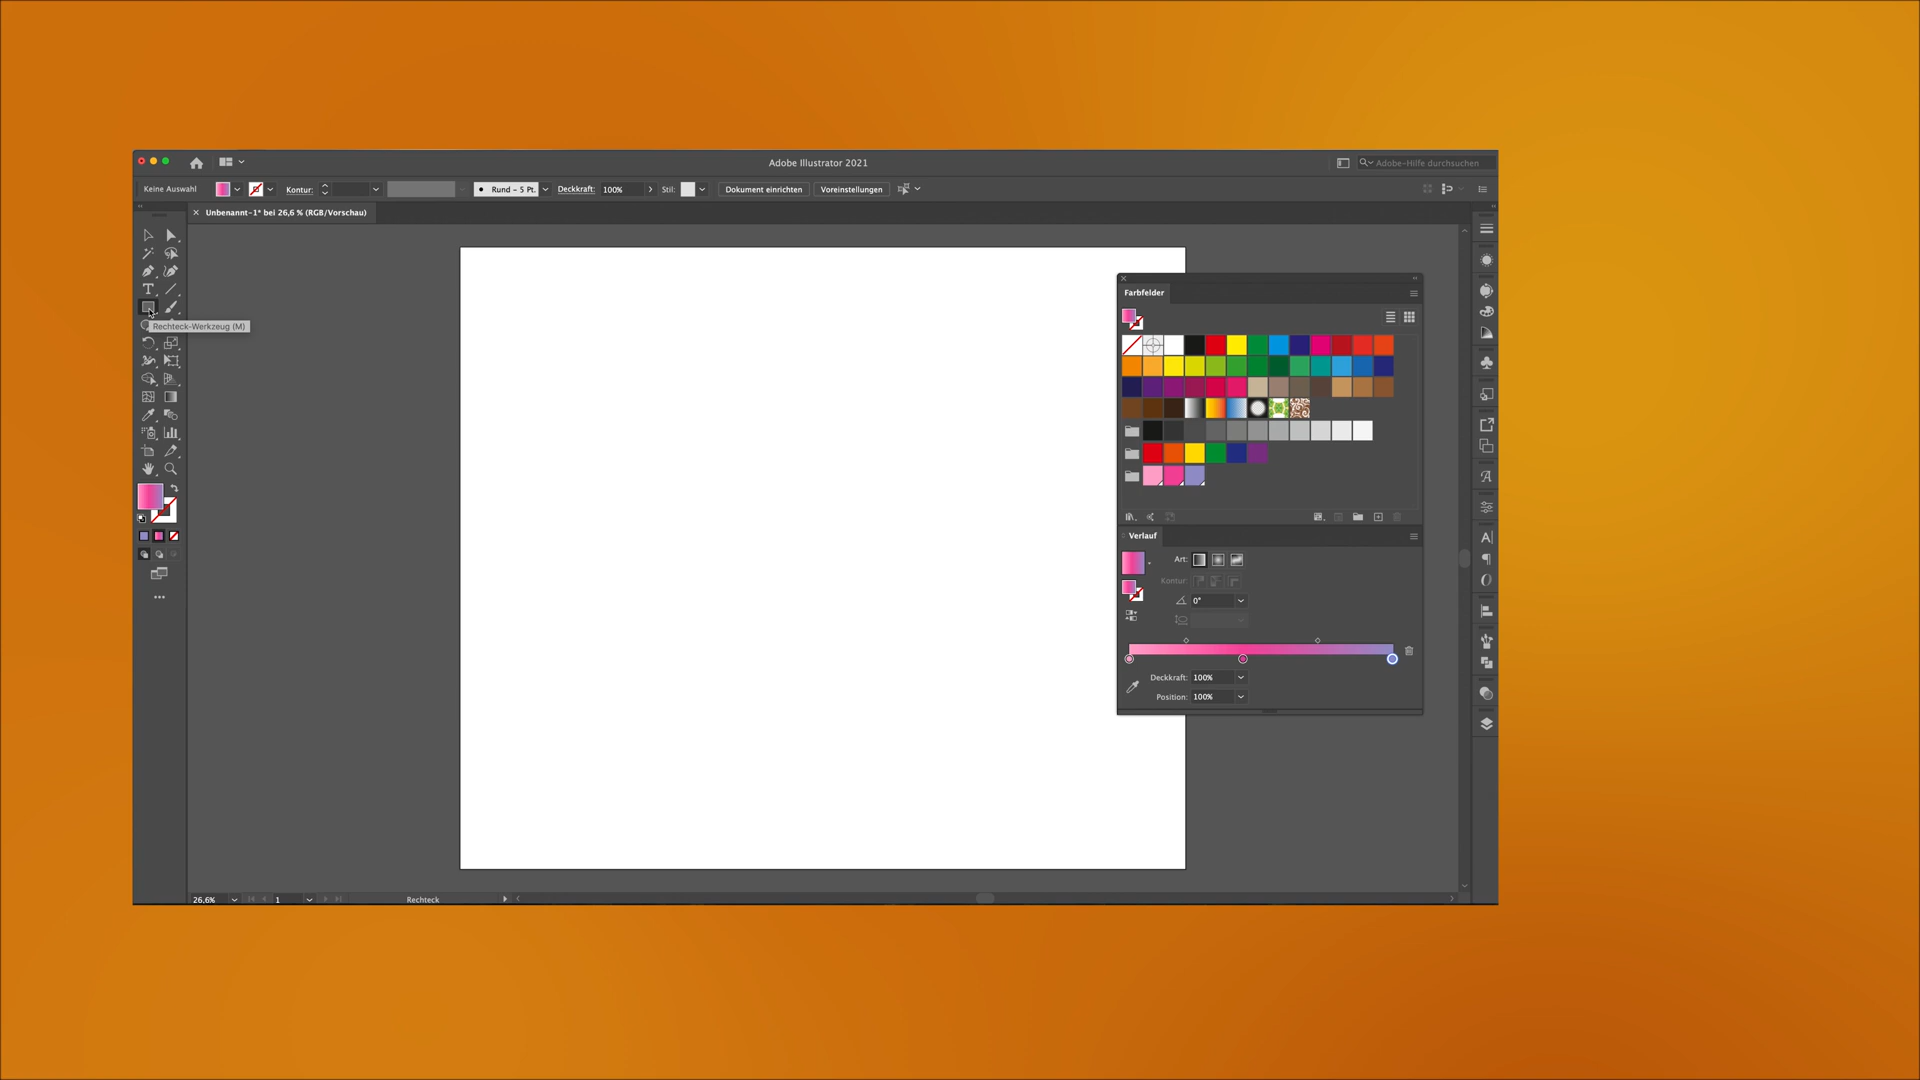 Adobe Illustrator 2021
Adobe-Hilfe durchsuchen
Keine Auswahl
Kontur:
Rund - 5 Pt.
Deckkraft: 100%
Stil:
Dokument einrichten
Voreinstellungen
× Unbenannt-1* bei 26,6 % (RGB/Vorschau)
Rechteck-Werkzeug (M)
Farbfelder
Verlauf
Art:
Kontur:
0°
Deckkraft: 100%
Position: 100%
26,6%
1
Rechteck